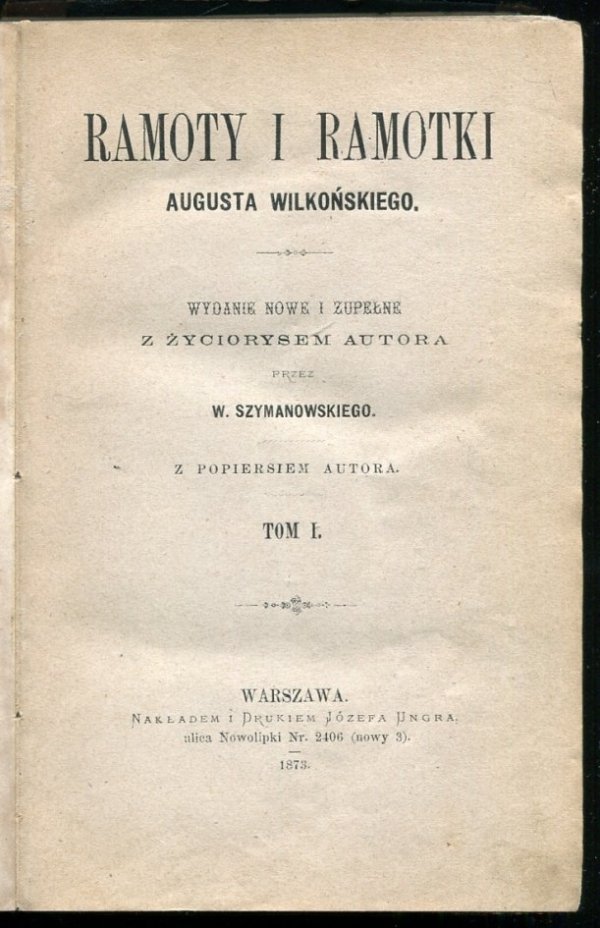 RAMOTY I RAMOTKI
AUGUSTA WILKOŃSKIEGO.
WYDANIE NOWE I ZUPEŁNE
Z ŻYCIORYSEM AUTORA
PRZEZ
W. SZYMANOWSKIEGO.
Z POPIERSIEM AUTORA.
TOM I.
WARSZAWA.
NAKŁADEM I DRUKIEM JÓZEFA UNGRA,
ulica Nowolipki Nr. 2406 (nowy 3).
1873.